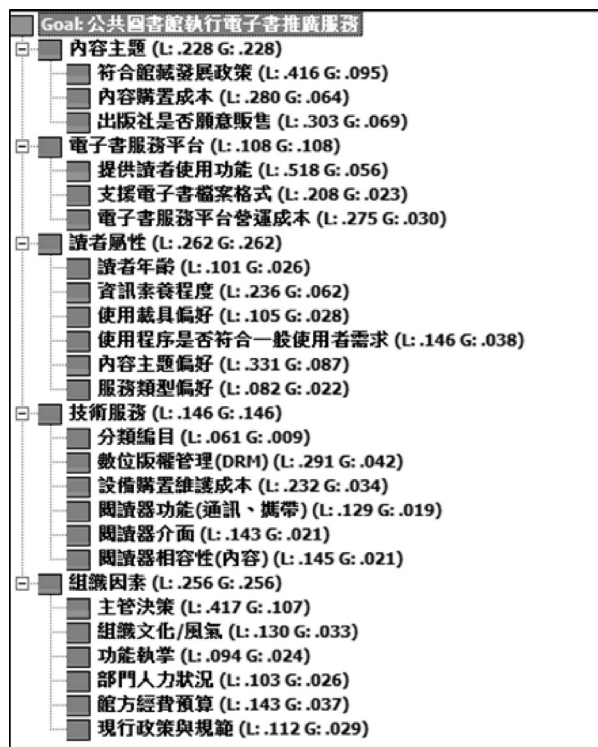 Goal: 公共圖書館執行電子書推廣服務
內容主題 (L: .228 G: .228)
符合館藏發展政策 (L: .416 G: .095)
內容購置成本 (L: .280 G: .064)
出版社是否願意販售 (L: .303 G: .069)
電子書服務平台 (L: .108 G: .108)
提供讀者使用功能 (L: .518 G: .056)
支援電子書檔案格式 (L: .208 G: .023)
電子書服務平台營運成本 (L: .275 G: .030)
讀者屬性 (L: .262 G: .262)
讀者年齡 (L: .101 G: .026)
資訊素養程度 (L: .236 G: .062)
使用載具偏好 (L: .105 G: .028)
使用程序是否符合一般使用者需求 (L: .146 G: .038)
內容主題偏好 (L: .331 G: .087)
服務類型偏好 (L: .082 G: .022)
技術服務 (L: .146 G: .146)
分類編目 (L: .061 G: .009)
數位版權管理(DRM) (L: .291 G: .042)
設備購置維護成本 (L: .232 G: .034)
閱讀器功能(通訊、攜帶) (L: .129 G: .019)
閱讀器介面 (L: .143 G: .021)
閱讀器相容性(內容) (L: .145 G: .021)
組織因素 (L: .256 G: .256)
主管決策 (L: .417 G: .107)
組織文化/風氣 (L: .130 G: .033)
功能執掌 (L: .094 G: .024)
部門人力狀況 (L: .103 G: .026)
館方經費預算 (L: .143 G: .037)
現行政策與規範 (L: .112 G: .029)